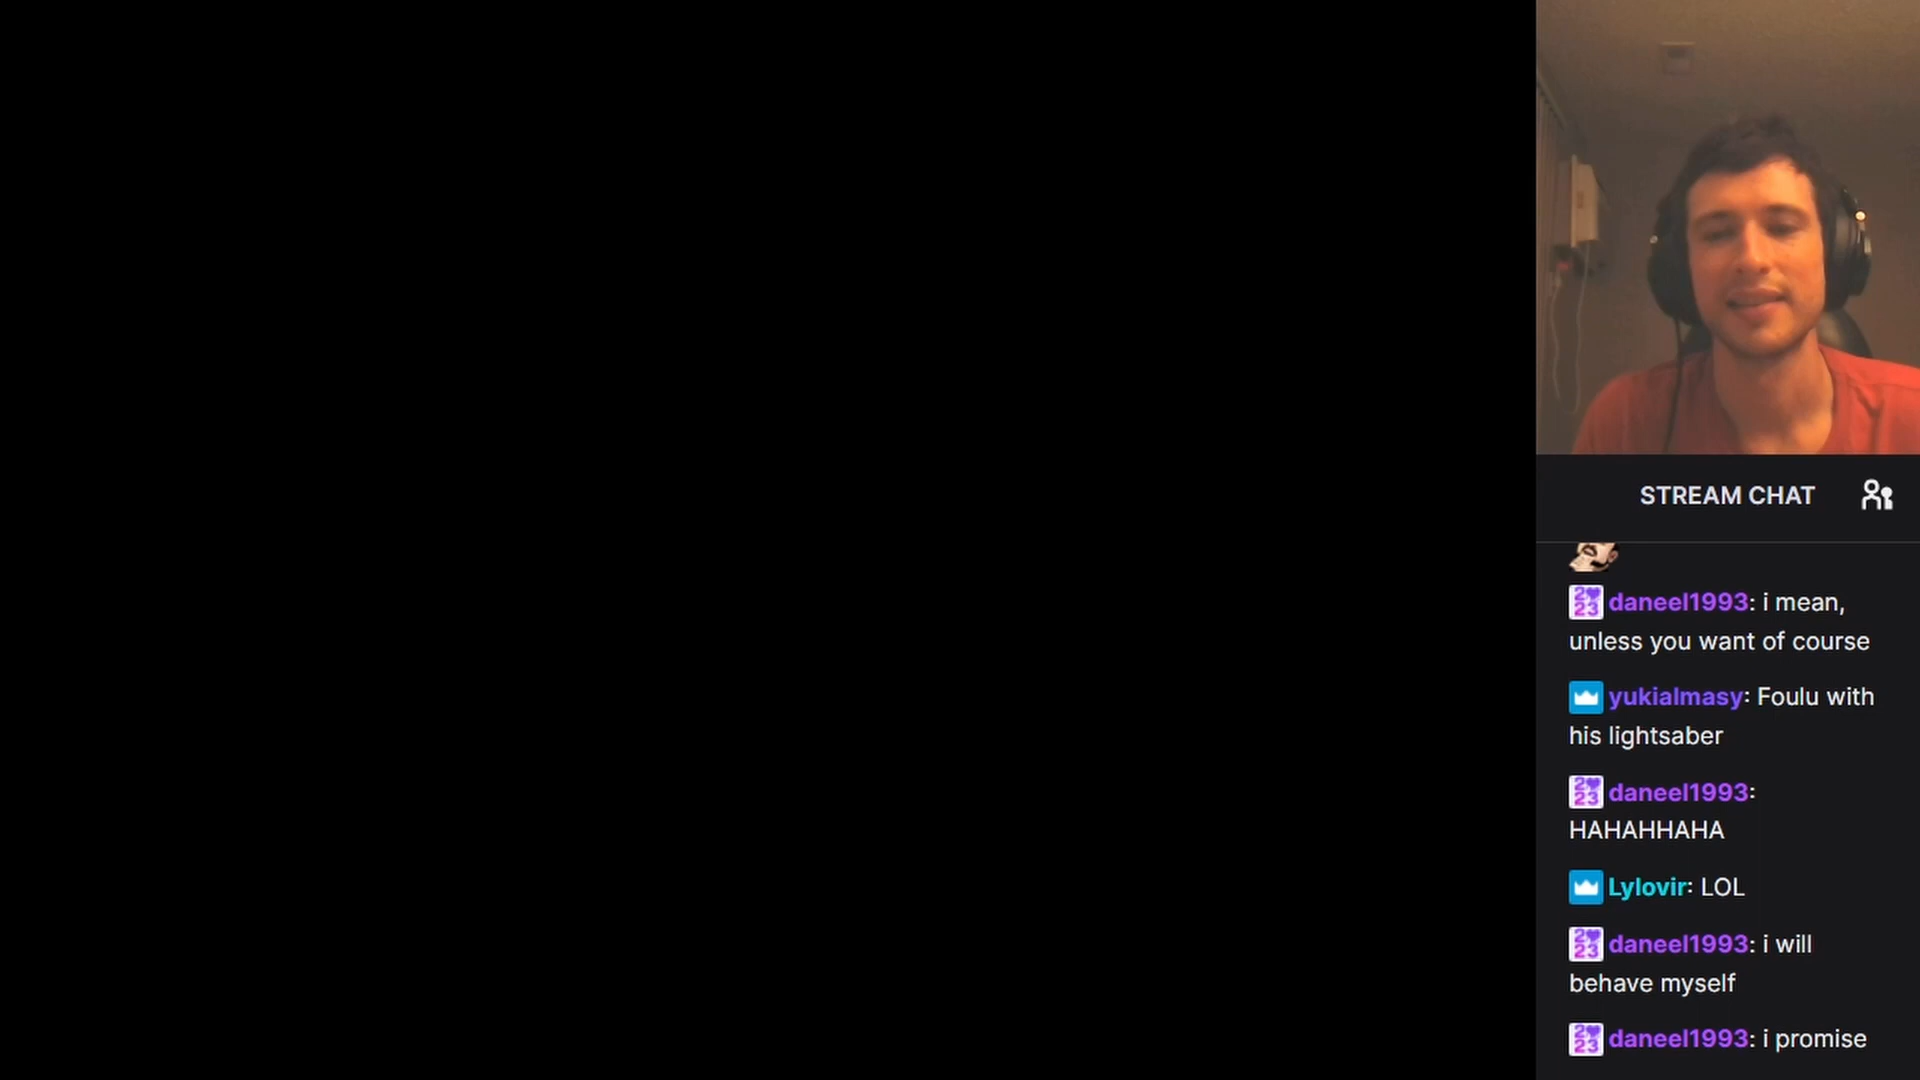 STREAM CHAT
daneel1993: i mean,
unless you want of course
yukialmasy: Foulu with
his lightsaber
daneel1993:
HAHAHHAHA
Lylovir: LOL
daneel1993: i will
behave myself
daneel1993: i promise